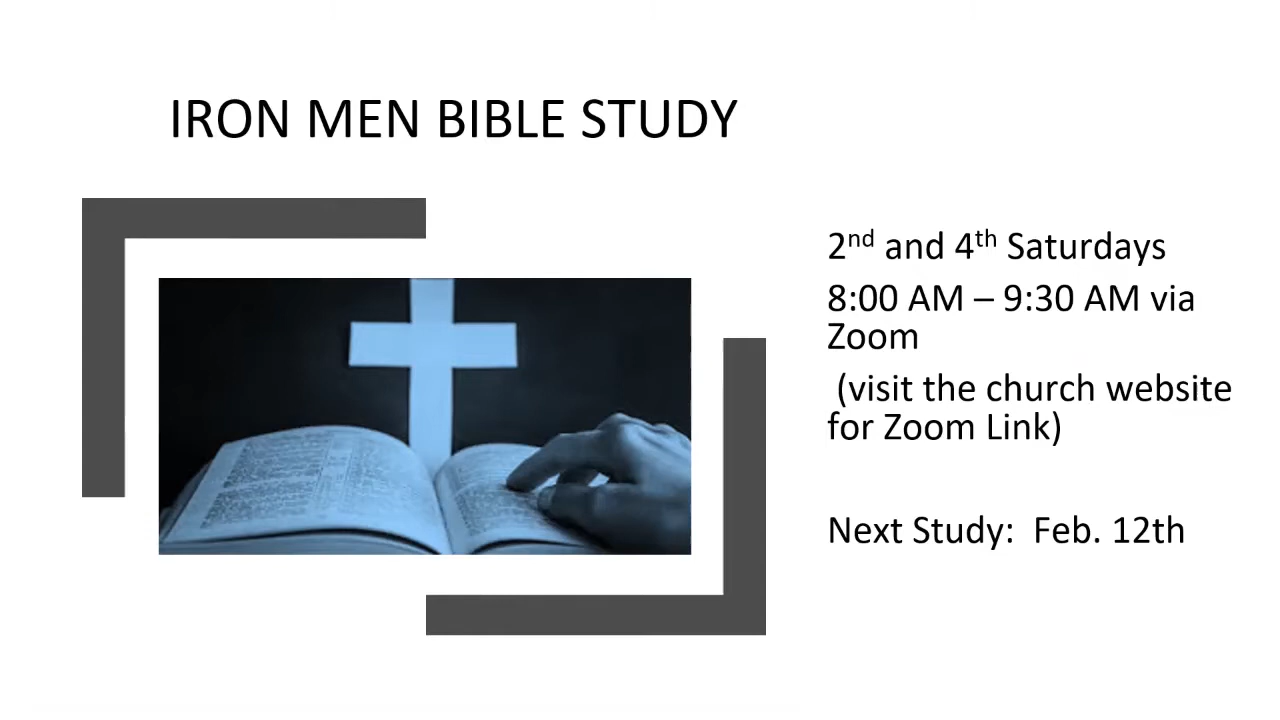 IRON MEN BIBLE STUDY
2nd and 4th Saturdays
8:00 AM – 9:30 AM via
Zoom
(visit the church website
for Zoom Link)
Next Study: Feb. 12th